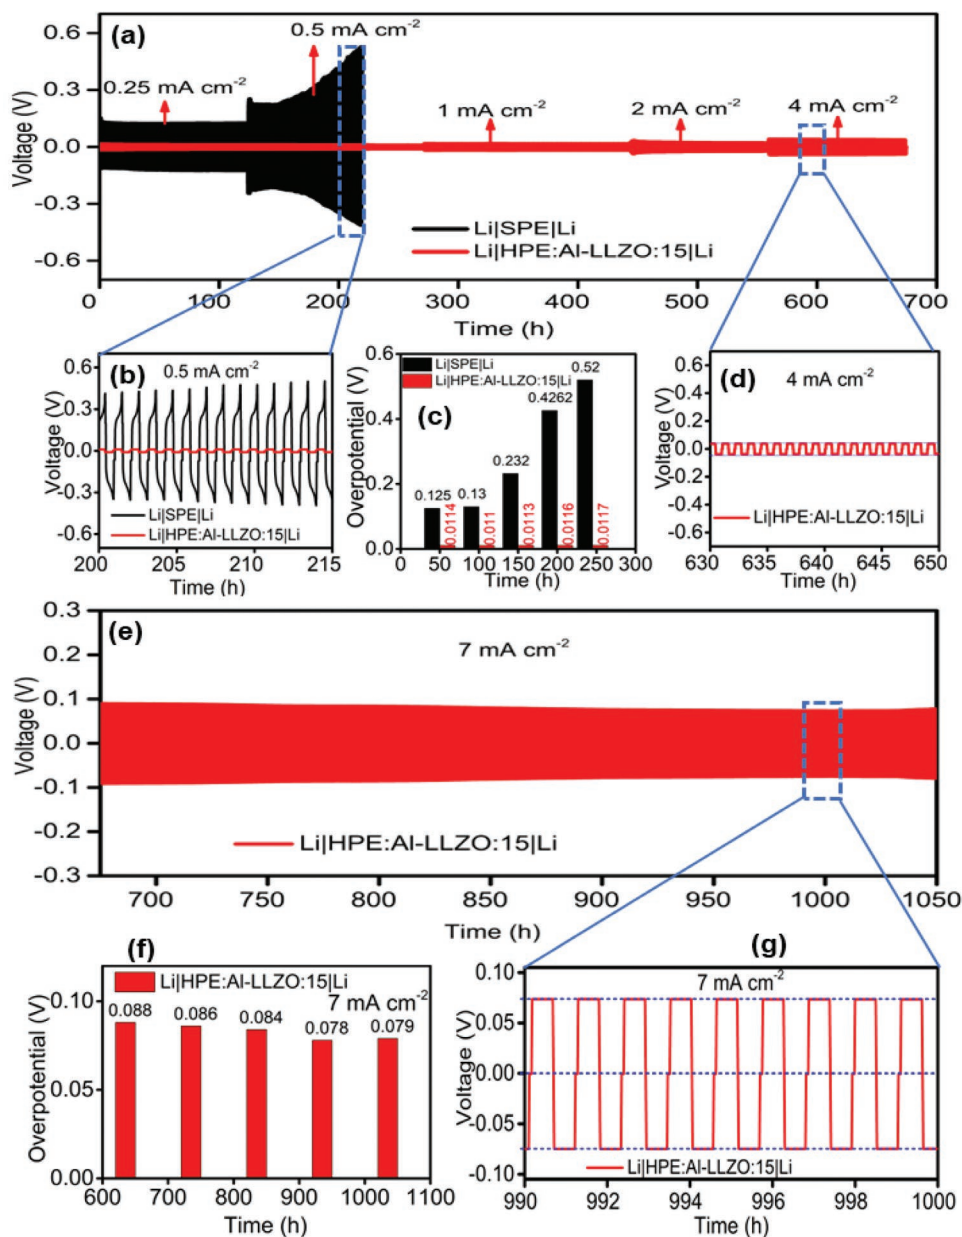 (a)
0.5 mA cm⁻²
0.25 mA cm⁻²
1 mA cm⁻²
2 mA cm⁻²
4 mA cm⁻²
0.6
0.3
0.0
-0.3
-0.6
Voltage (V)
Li|SPE|Li
Li|HPE:Al-LLZO:15|Li
0 100 200 300 400 500 600 700
Time (h)
(b)
0.5 mA cm⁻²
0.6
0.3
0.0
-0.3
-0.6
Voltage (V)
Li|SPE|Li
Li|HPE:Al-LLZO:15|Li
200 205 210 215
Time (h)
(c)
Li|SPE|Li
Li|HPE:Al-LLZO:15|Li
0.6
0.4
0.2
0.0
Overpotential (V)
0.125 0.13 0.232 0.4262 0.52
0.0114 0.011 0.0113 0.0116 0.0117
0 50 100 150 200 250 300
Time (h)
(d)
4 mA cm⁻²
0.6
0.4
0.2
0.0
-0.2
-0.4
-0.6
Voltage (V)
Li|HPE:Al-LLZO:15|Li
630 635 640 645 650
Time (h)
(e)
7 mA cm⁻²
0.3
0.2
0.1
0.0
-0.1
-0.2
-0.3
Voltage (V)
Li|HPE:Al-LLZO:15|Li
700 750 800 850 900 950 1000 1050
Time (h)
(f)
Li|HPE:Al-LLZO:15|Li
7 mA cm⁻²
0.10
0.05
0.00
Overpotential (V)
0.088 0.086 0.084 0.078 0.079
600 700 800 900 1000 1100
Time (h)
(g)
7 mA cm⁻²
0.10
0.05
0.00
-0.05
-0.10
Voltage (V)
Li|HPE:Al-LLZO:15|Li
990 992 994 996 998 1000
Time (h)